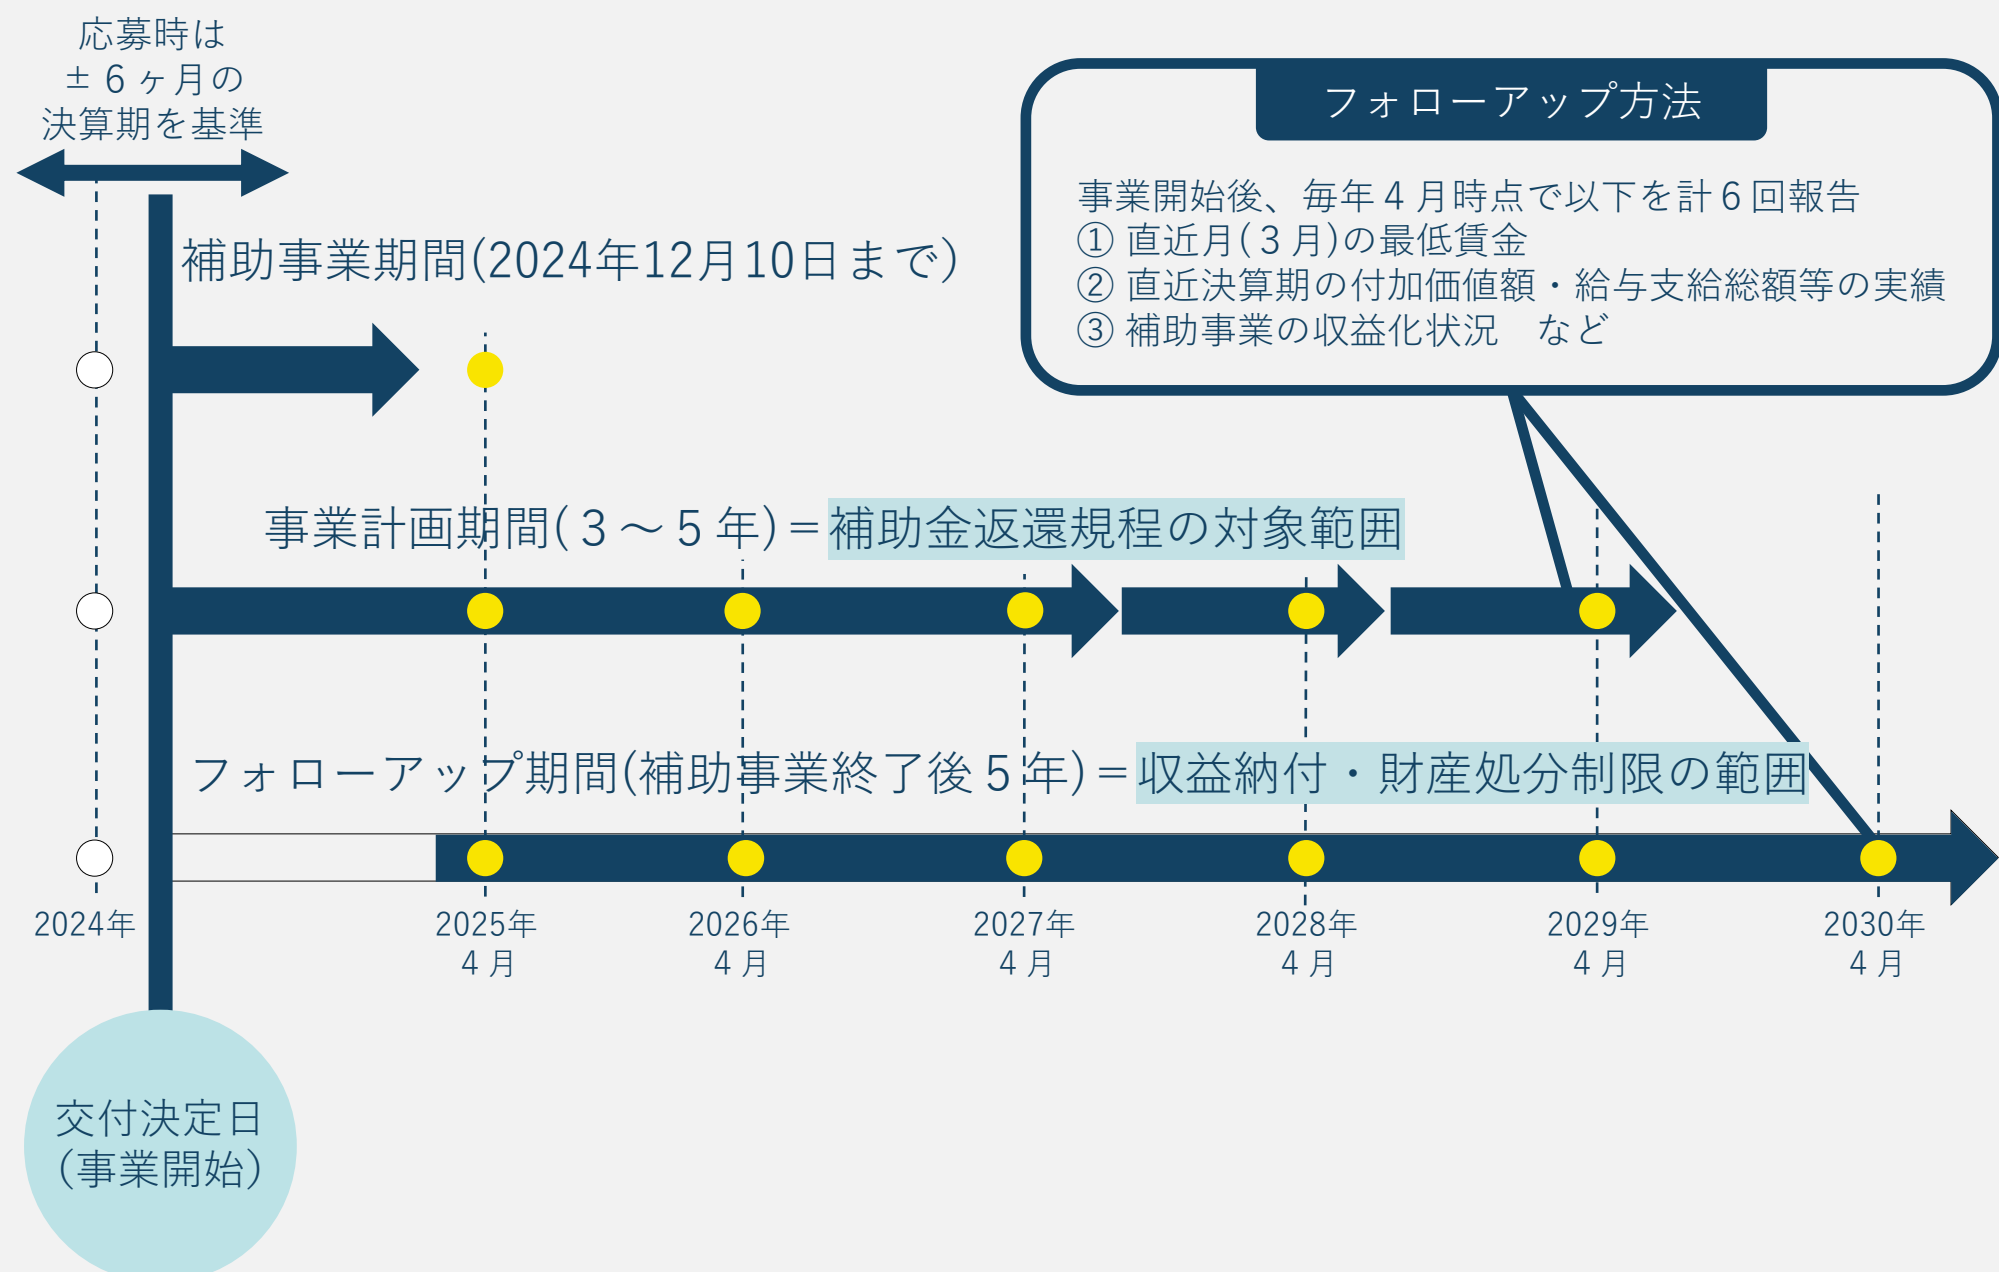 応募時は
±６ヶ月の
決算期を基準
フォローアップ方法
事業開始後、毎年４月時点で以下を計６回報告
① 直近月(３月)の最低賃金
② 直近決算期の付加価値額・給与支給総額等の実績
③ 補助事業の収益化状況　など
補助事業期間(2024年12月10日まで)
事業計画期間(３～５年)＝補助金返還規程の対象範囲
フォローアップ期間(補助事業終了後５年)＝収益納付・財産処分制限の範囲
2024年
2025年
４月
2026年
４月
2027年
４月
2028年
４月
2029年
４月
2030年
４月
交付決定日
(事業開始)